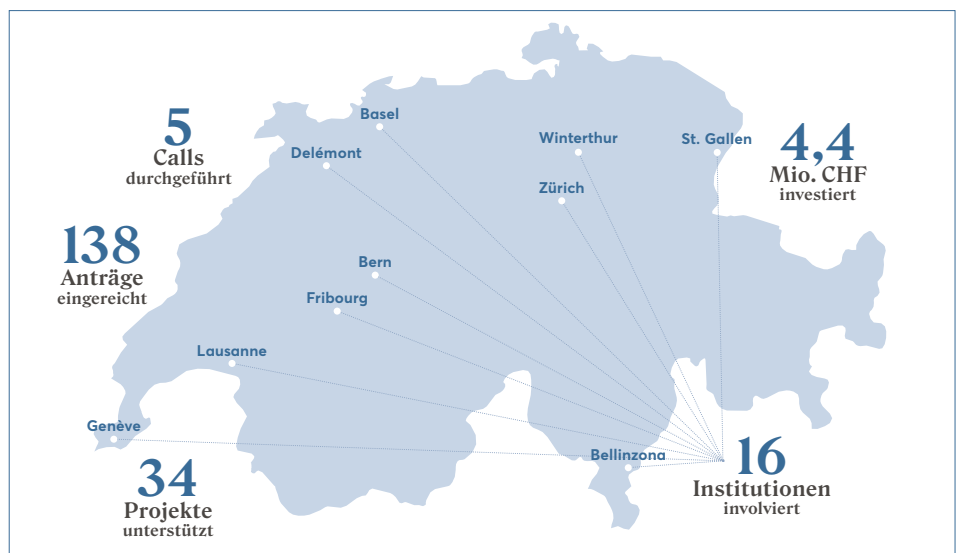 Basel
5
Calls
durchgeführt
Delémont
Winterthur
St. Gallen
4,4
Mio. CHF
investiert
Zürich
138
Anträge
eingereicht
Bern
Fribourg
Lausanne
Genève
34
Projekte
unterstützt
Bellinzona
16
Institutionen
involviert